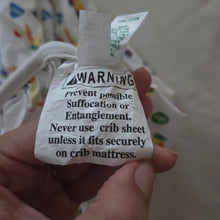 WARNING
Prevent possible
Suffocation or
Entanglement.
Never use crib sheet
unless it fits securely
on crib mattress.